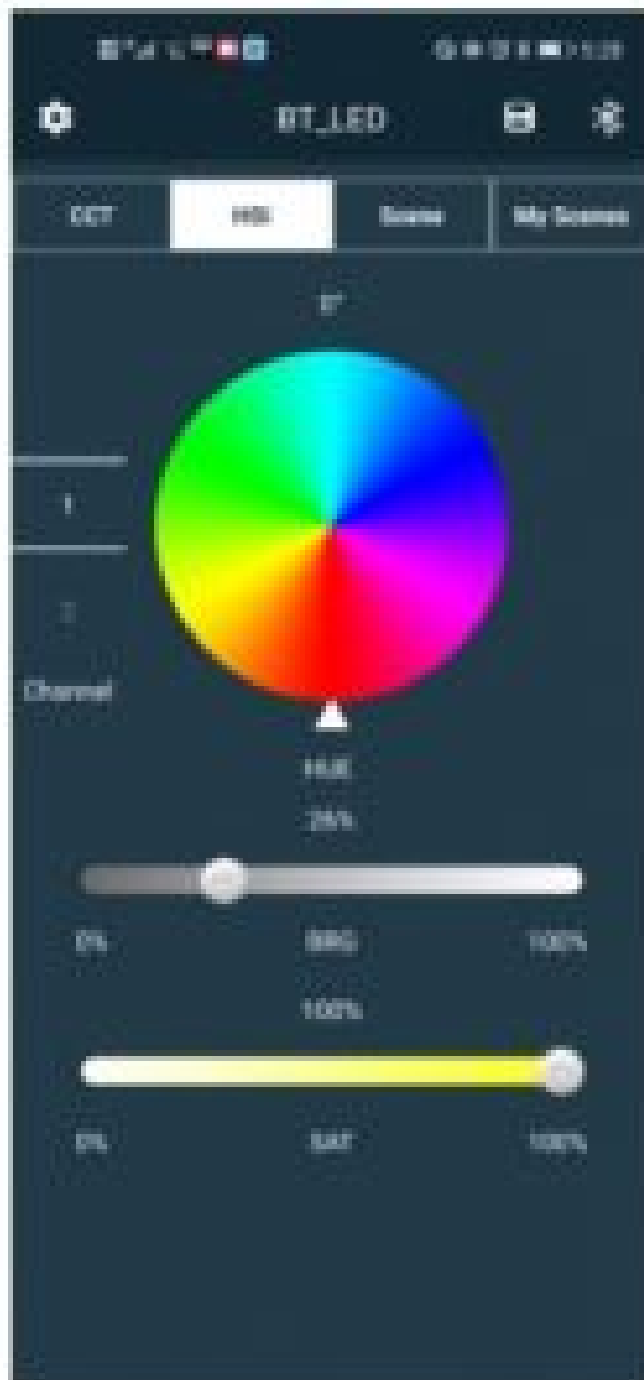 BT_LED
CCT
HSI
Scene
My Scenes
0°
1
2
Channel
HUE
26%
0%
BRG
100%
100%
0%
SAT
100%